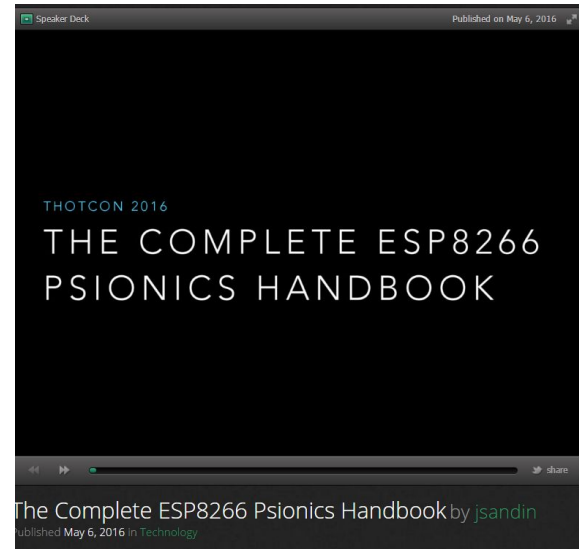 Speaker Deck Published on May 6, 2016
THOTCON 2016
THE COMPLETE ESP8266
PSIONICS HANDBOOK
share
The Complete ESP8266 Psionics Handbook by jsandin
Published May 6, 2016 in Technology